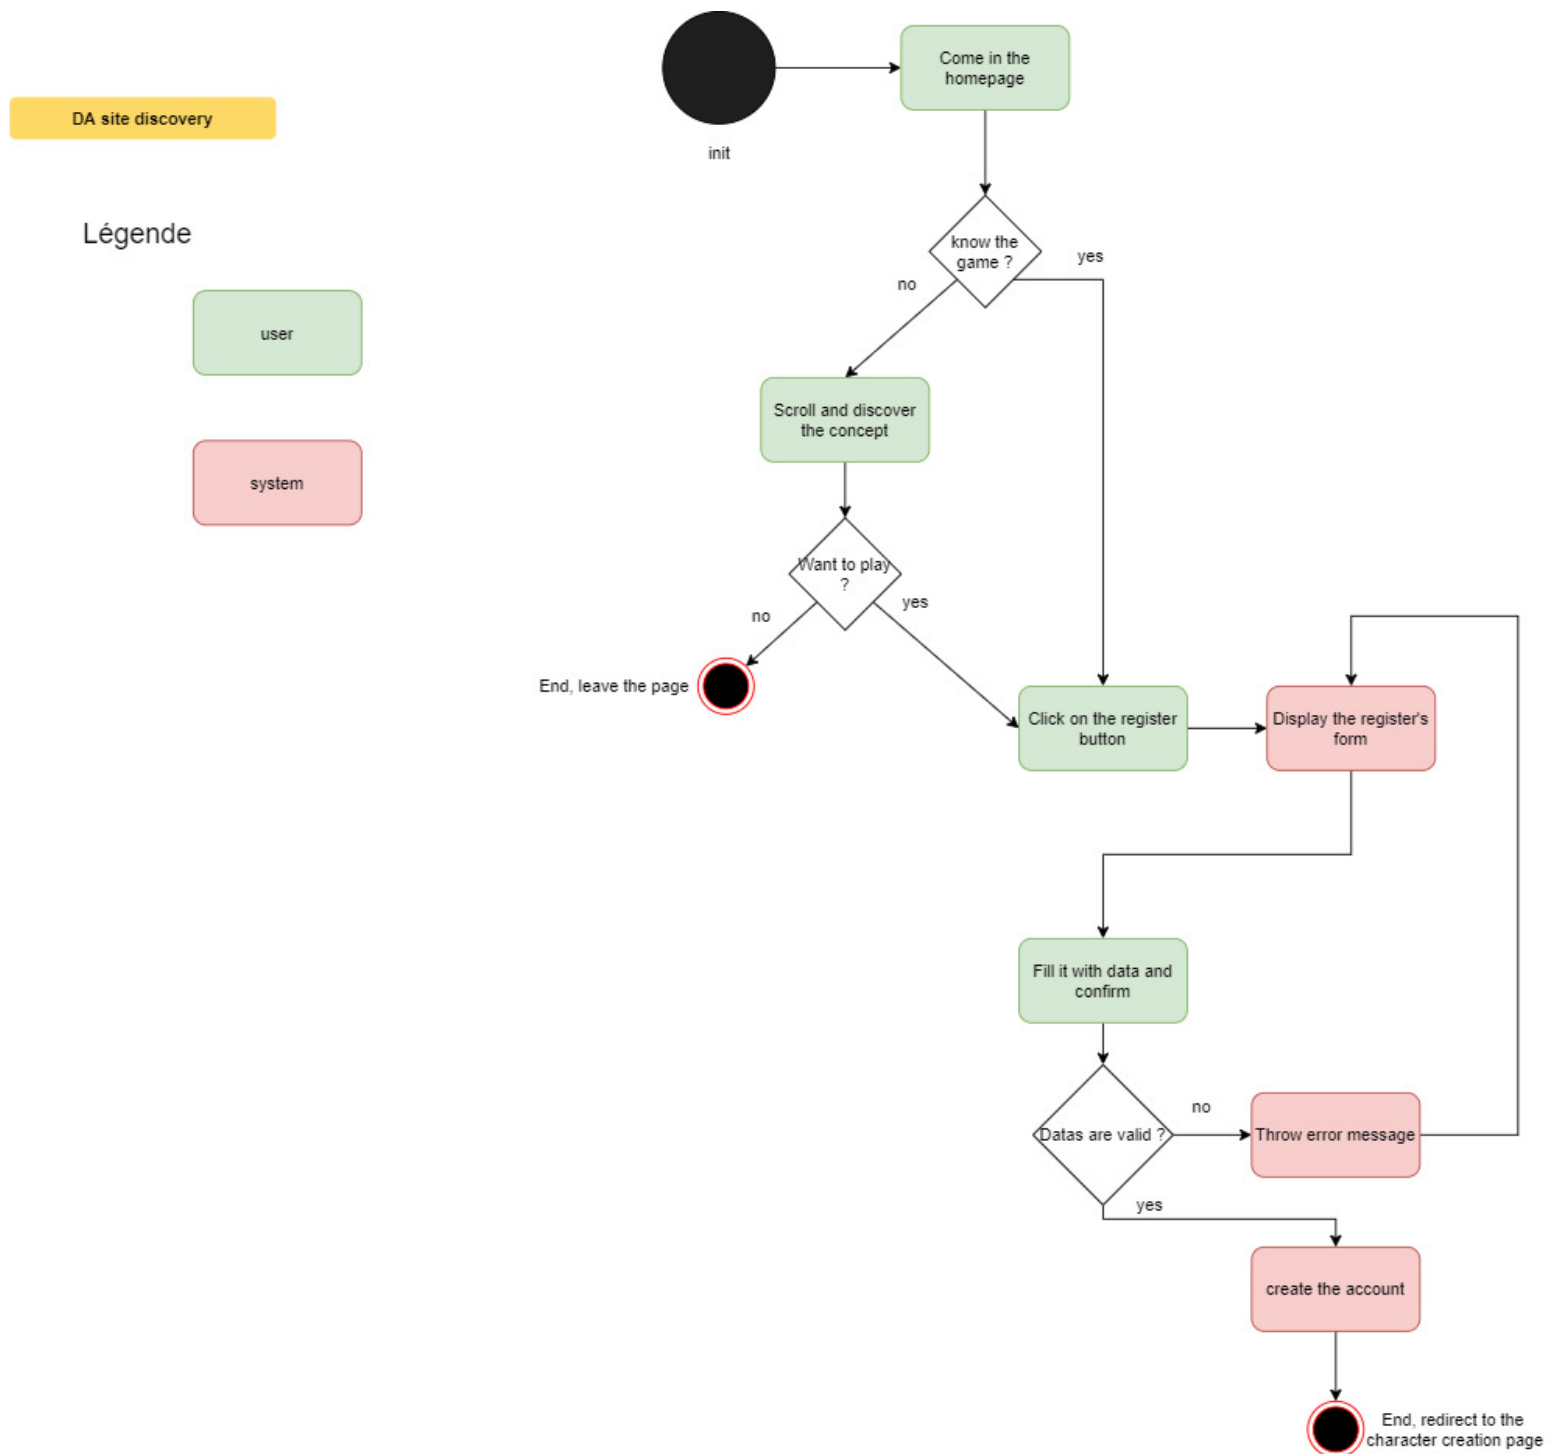 Come in the
homepage
DA site discovery
init
Légende
know the
game ?
yes
no
user
Scroll and discover
the concept
system
Want to play
?
no
yes
End, leave the page
Click on the register
button
Display the register's
form
Fill it with data and
confirm
Datas are valid ?
no
Throw error message
yes
create the account
End, redirect to the
character creation page